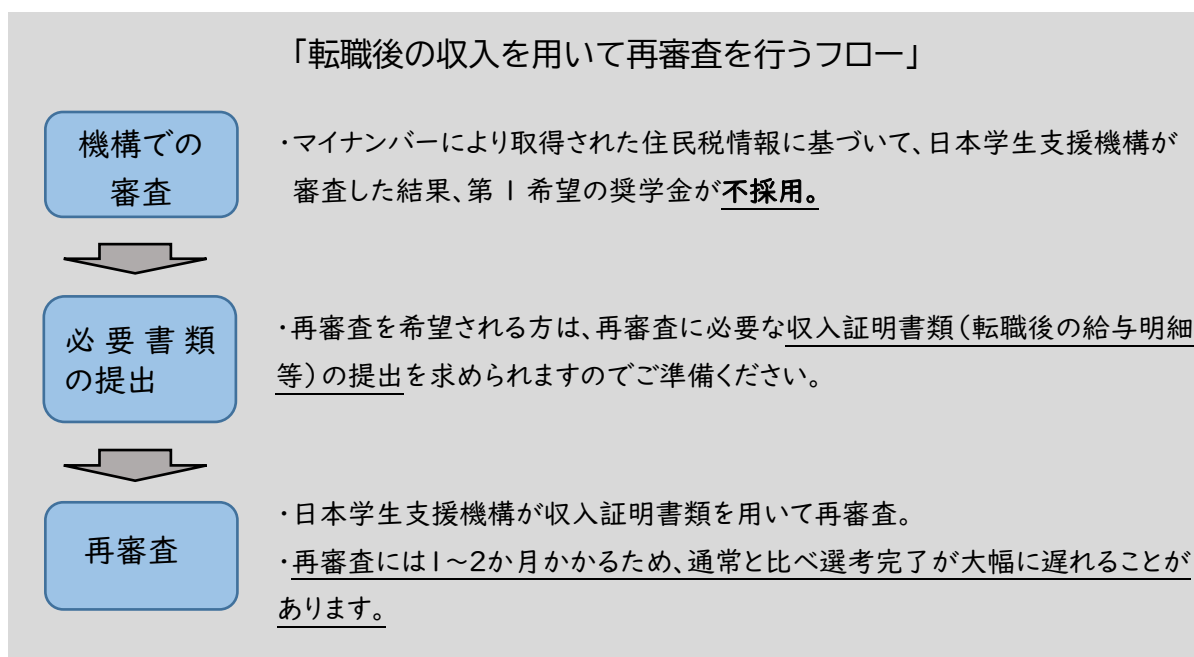 「転職後の収入を用いて再審査を行うフロー」
機構での
審査
・マイナンバーにより取得された住民税情報に基づいて、日本学生支援機構が
審査した結果、第1希望の奨学金が不採用。
必要書類
の提出
・再審査を希望される方は、再審査に必要な収入証明書類（転職後の給与明細
等）の提出を求められますのでご準備ください。
再審査
・日本学生支援機構が収入証明書類を用いて再審査。
・再審査には1～2か月かかるため、通常と比べ選考完了が大幅に遅れることが
あります。